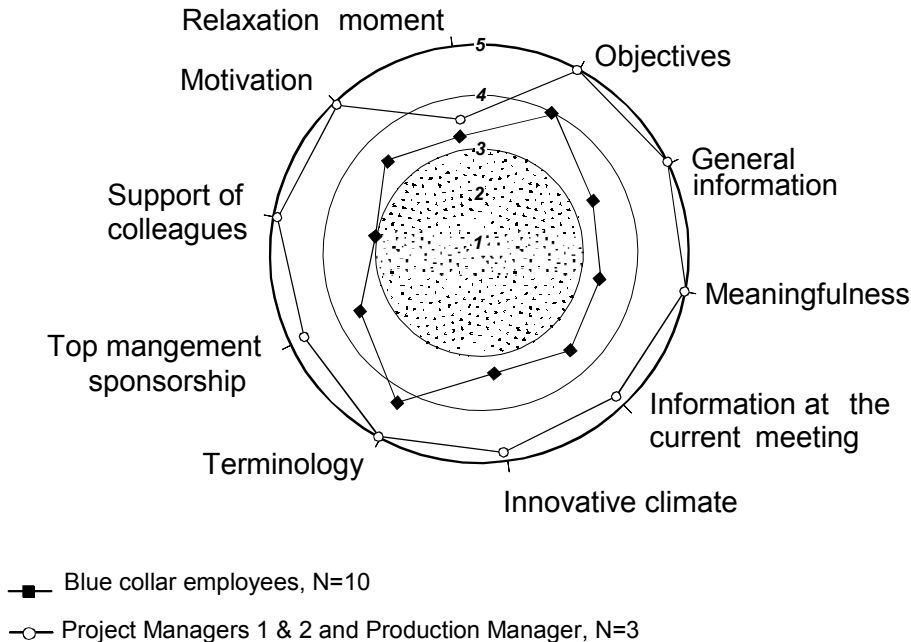 Relaxation moment
5
Objectives
Motivation
4
General
information
3
Support of
colleagues
2
1
Meaningfulness
Top mangement
sponsorship
Information at the
current meeting
Terminology
Innovative climate
Blue collar employees, N=10
Project Managers 1 & 2 and Production Manager, N=3